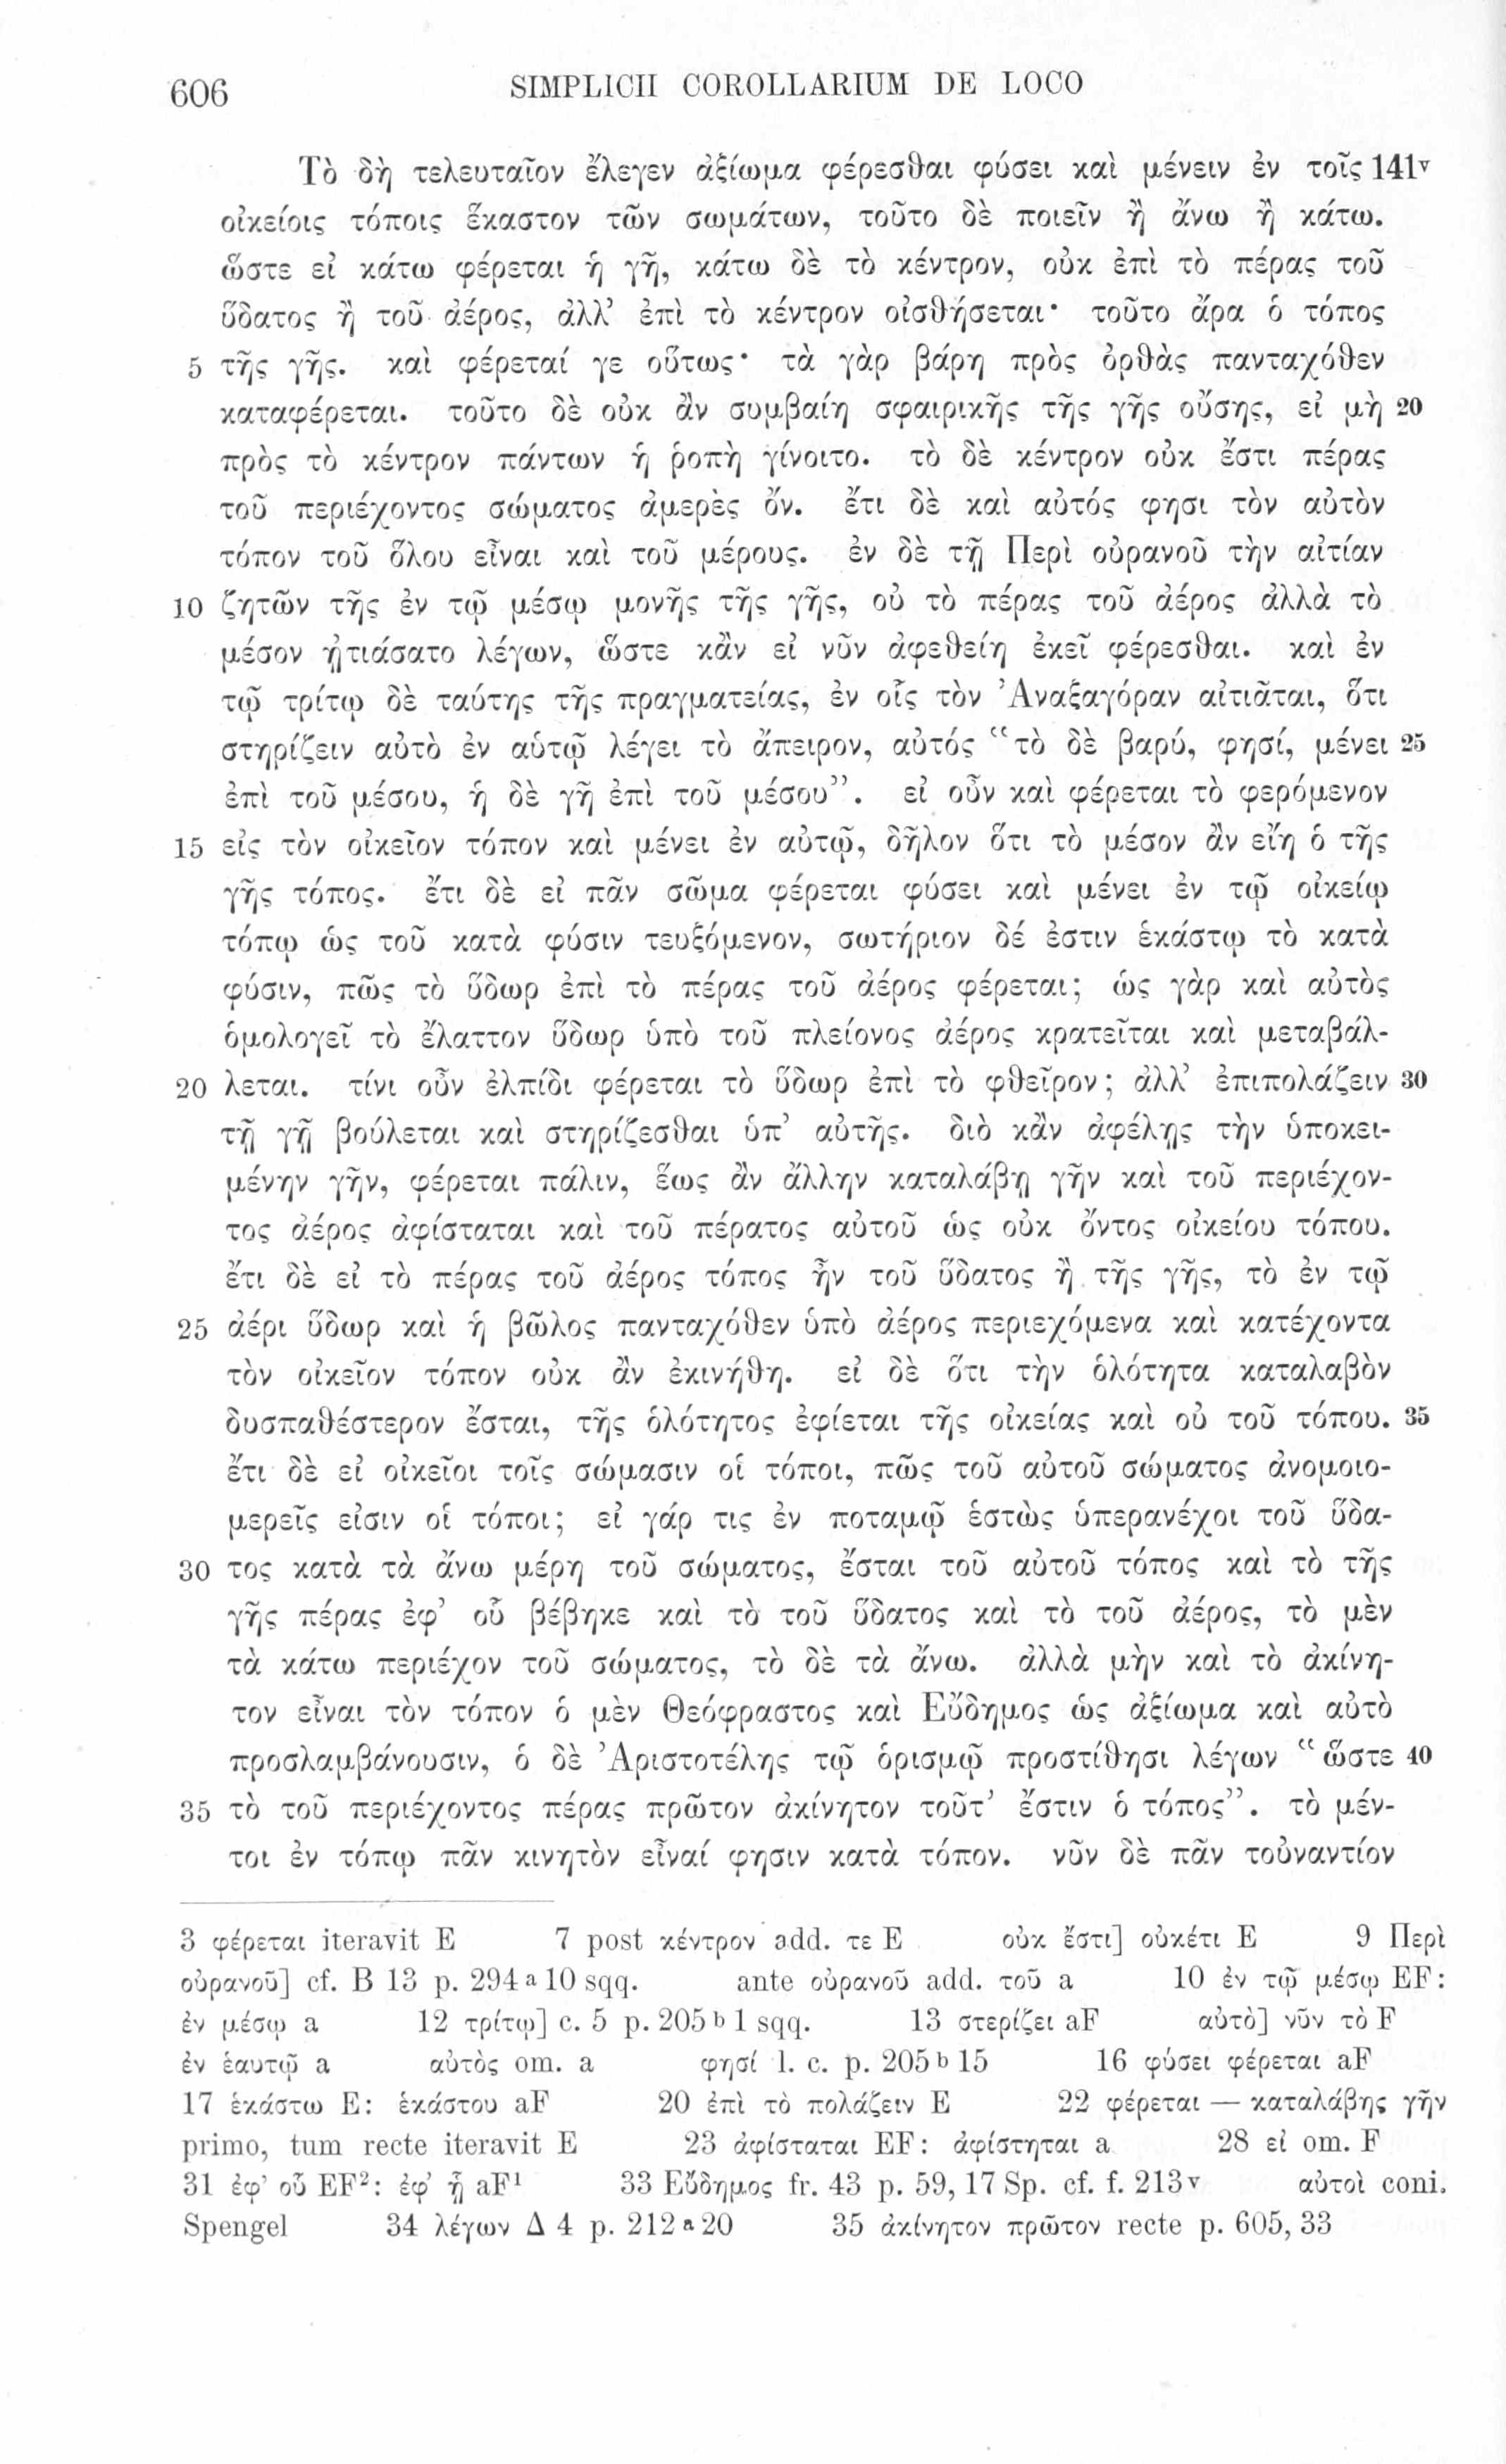 606 SIMPLICII COROLLARIUM DE LOCO
Τὸ δὴ τελευταῖον ἔλεγεν ἀξίωμα φέρεσθαι φύσει καὶ μένειν ἐν τοῖς 141v
οἰκείοις τόποις ἕκαστον τῶν σωμάτων, τοῦτο δὲ ποιεῖν ἢ ἄνω ἢ κάτω.
ὥστε εἰ κάτω φέρεται ἡ γῆ, κάτω δὲ τὸ κέντρον, οὐκ ἐπὶ τὸ πέρας τοῦ
ὕδατος ἢ τοῦ ἀέρος, ἀλλ’ ἐπὶ τὸ κέντρον οἰσθήσεται· τοῦτο ἄρα ὁ τόπος
5 τῆς γῆς. καὶ φέρεταί γε οὕτως· τὰ γὰρ βάρη πρὸς ὀρθὰς πανταχόθεν
καταφέρεται. τοῦτο δὲ οὐκ ἂν συμβαίη σφαιρικῆς τῆς γῆς οὔσης, εἰ μὴ 20
πρὸς τὸ κέντρον πάντων ἡ ῥοπὴ γίνοιτο. τὸ δὲ κέντρον οὐκ ἔστι πέρας
τοῦ περιέχοντος σώματος ἀμερὲς ὄν. ἔτι δὲ καὶ αὐτός φησι τὸν αὐτὸν
τόπον τοῦ ὅλου εἶναι καὶ τοῦ μέρους. ἐν δὲ τῇ Περὶ οὐρανοῦ τὴν αἰτίαν
10 ζητῶν τῆς ἐν τῷ μέσῳ μονῆς τῆς γῆς, οὐ τὸ πέρας τοῦ ἀέρος ἀλλὰ τὸ
μέσον ᾐτιάσατο λέγων, ὥστε κἂν εἰ νῦν ἀφεθείη ἐκεῖ φέρεσθαι. καὶ ἐν
τῷ τρίτῳ δὲ ταύτης τῆς πραγματείας, ἐν οἷς τὸν Ἀναξαγόραν αἰτιᾶται, ὅτι
στηρίζειν αὐτὸ ἐν αὑτῷ λέγει τὸ ἄπειρον, αὐτός “τὸ δὲ βαρύ, φησί, μένει 25
ἐπὶ τοῦ μέσου, ἡ δὲ γῆ ἐπὶ τοῦ μέσου”. εἰ οὖν καὶ φέρεται τὸ φερόμενον
15 εἰς τὸν οἰκεῖον τόπον καὶ μένει ἐν αὐτῷ, δῆλον ὅτι τὸ μέσον ἂν εἴη ὁ τῆς
γῆς τόπος. ἔτι δὲ εἰ πᾶν σῶμα φέρεται φύσει καὶ μένει ἐν τῷ οἰκείῳ
τόπῳ ὡς τοῦ κατὰ φύσιν τευξόμενον, σωτήριον δέ ἐστιν ἑκάστῳ τὸ κατὰ
φύσιν, πῶς τὸ ὕδωρ ἐπὶ τὸ πέρας τοῦ ἀέρος φέρεται; ὡς γὰρ καὶ αὐτὸς
ὁμολογεῖ τὸ ἔλαττον ὕδωρ ὑπὸ τοῦ πλείονος ἀέρος κρατεῖται καὶ μεταβάλ-
20 λεται. τίνι οὖν ἐλπίδι φέρεται τὸ ὕδωρ ἐπὶ τὸ φθεῖρον; ἀλλ’ ἐπιπολάζειν 30
τῇ γῇ βούλεται καὶ στηρίζεσθαι ὑπ’ αὐτῆς. διὸ κἂν ἀφέλῃς τὴν ὑποκει-
μένην γῆν, φέρεται πάλιν, ἕως ἂν ἄλλην καταλάβῃ γῆν καὶ τοῦ περιέχον-
τος ἀέρος ἀφίσταται καὶ τοῦ πέρατος αὐτοῦ ὡς οὐκ ὄντος οἰκείου τόπου.
ἔτι δὲ εἰ τὸ πέρας τοῦ ἀέρος τόπος ἦν τοῦ ὕδατος ἢ τῆς γῆς, τὸ ἐν τῷ
25 ἀέρι ὕδωρ καὶ ἡ βῶλος πανταχόθεν ὑπὸ ἀέρος περιεχόμενα καὶ κατέχοντα
τὸν οἰκεῖον τόπον οὐκ ἂν ἐκινήθη. εἰ δὲ ὅτι τὴν ὁλότητα καταλαβὸν
δυσπαθέστερον ἔσται, τῆς ὁλότητος ἐφίεται τῆς οἰκείας καὶ οὐ τοῦ τόπου. 35
ἔτι δὲ εἰ οἰκεῖοι τοῖς σώμασιν οἱ τόποι, πῶς τοῦ αὐτοῦ σώματος ἀνομοιο-
μερεῖς εἰσιν οἱ τόποι; εἰ γάρ τις ἐν ποταμῷ ἑστὼς ὑπερανέχοι τοῦ ὕδα-
30 τος κατὰ τὰ ἄνω μέρη τοῦ σώματος, ἔσται τοῦ αὐτοῦ τόπος καὶ τὸ τῆς
γῆς πέρας ἐφ’ οὗ βέβηκε καὶ τὸ τοῦ ὕδατος καὶ τὸ τοῦ ἀέρος, τὸ μὲν
τὰ κάτω περιέχον τοῦ σώματος, τὸ δὲ τὰ ἄνω. ἀλλὰ μὴν καὶ τὸ ἀκίνη-
τον εἶναι τὸν τόπον ὁ μὲν Θεόφραστος καὶ Εὔδημος ὡς ἀξίωμα καὶ αὐτὸ
προσλαμβάνουσιν, ὁ δὲ Ἀριστοτέλης τῷ ὁρισμῷ προστίθησι λέγων “ὥστε 40
35 τὸ τοῦ περιέχοντος πέρας πρῶτον ἀκίνητον τοῦτ’ ἔστιν ὁ τόπος”. τὸ μέν-
τοι ἐν τόπῳ πᾶν κινητὸν εἶναί φησιν κατὰ τόπον. νῦν δὲ πᾶν τοὐναντίον
3 φέρεται iteravit E 7 post κέντρον add. τε E οὐκ ἔστι] οὐκέτι E 9 Περὶ
οὐρανοῦ] cf. B 13 p. 294a10 sqq. ante οὐρανοῦ add. τοῦ a 10 ἐν τῷ μέσῳ EF:
ἐν μέσῳ a 12 τρίτῳ] c. 5 p. 205b1 sqq. 13 στερίζει aF αὐτὸ] νῦν τὸ F
ἐν ἑαυτῷ a αὐτὸς om. a φησί l. c. p. 205b15 16 φύσει φέρεται aF
17 ἑκάστω E: ἑκάστου aF 20 ἐπὶ τὸ πολάζειν E 22 φέρεται — καταλάβης γῆν
primo, tum recte iteravit E 23 ἀφίσταται EF: ἀφίστηται a 28 εἰ om. F
31 ἐφ’ οὗ EF²: ἐφ’ ᾗ aF¹ 33 Εὔδημος fr. 43 p. 59, 17 Sp. cf. f. 213v αὐτοὶ coni.
Spengel 34 λέγων Δ 4 p. 212a20 35 ἀκίνητον πρῶτον recte p. 605, 33